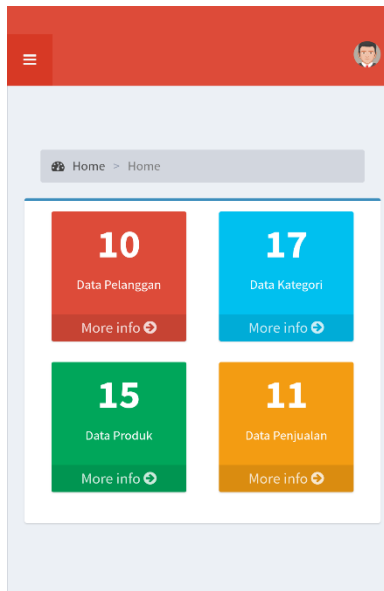 Home > Home
10
Data Pelanggan
More info
17
Data Kategori
More info
15
Data Produk
More info
11
Data Penjualan
More info